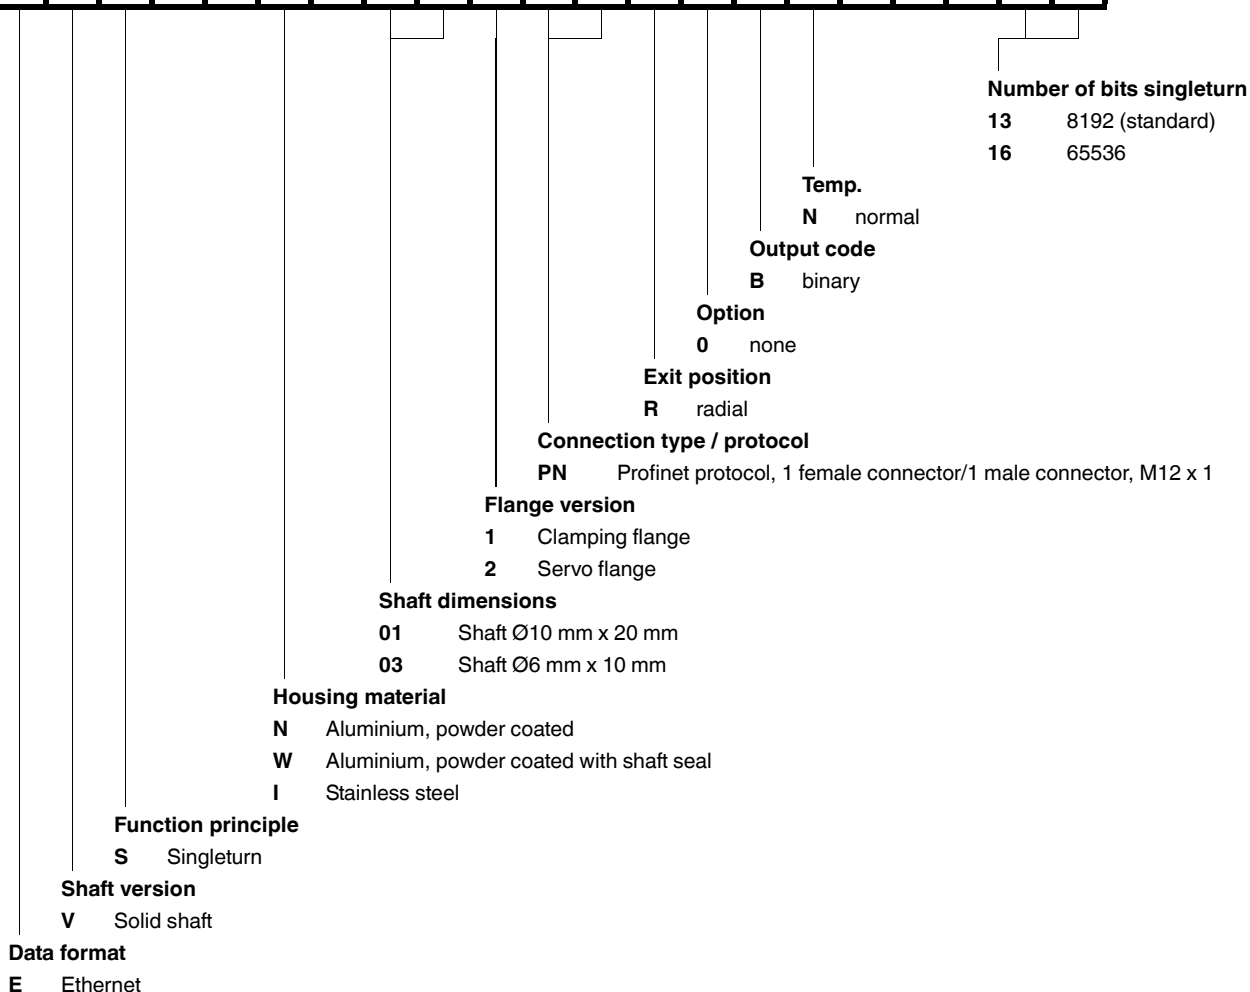 Number of bits singleturn
13 8192 (standard)
16 65536
Temp.
N normal
Output code
B binary
Option
0 none
Exit position
R radial
Connection type / protocol
PN Profinet protocol, 1 female connector/1 male connector, M12 x 1
Flange version
1 Clamping flange
2 Servo flange
Shaft dimensions
01 Shaft Ø10 mm x 20 mm
03 Shaft Ø6 mm x 10 mm
Housing material
N Aluminium, powder coated
W Aluminium, powder coated with shaft seal
I Stainless steel
Function principle
S Singleturn
Shaft version
V Solid shaft
Data format
E Ethernet